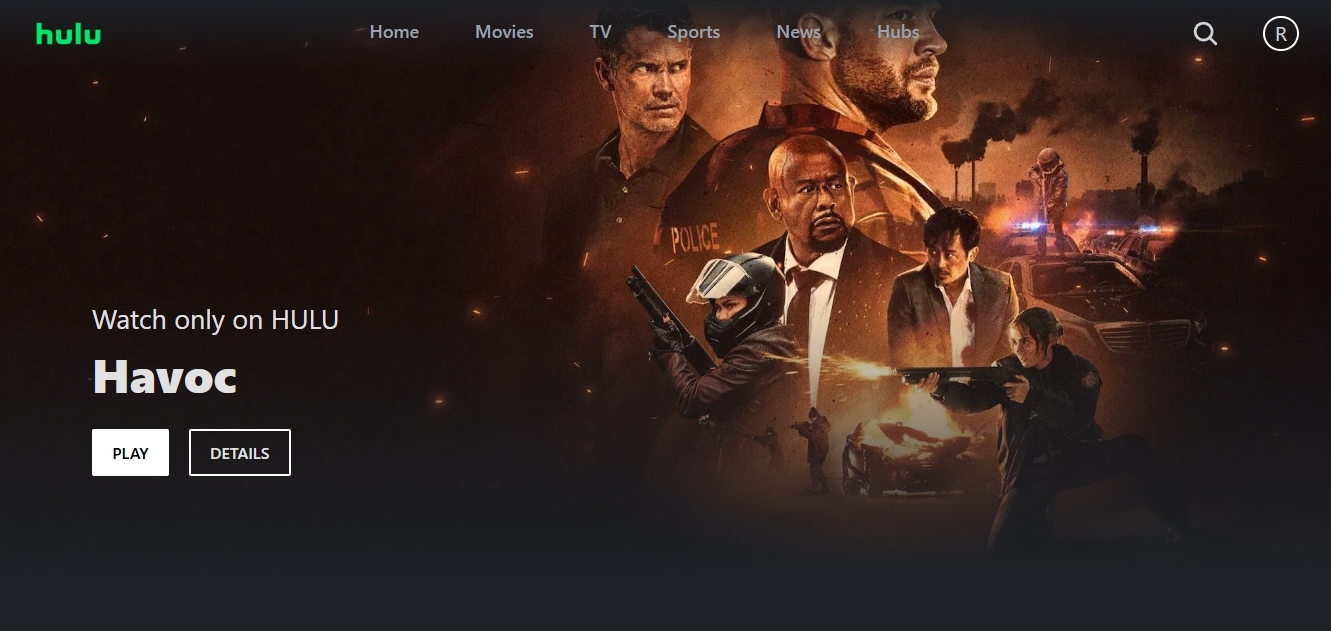 hulu
Home Movies TV Sports News Hubs
R
POLICE
Watch only on HULU
Havoc
PLAY DETAILS